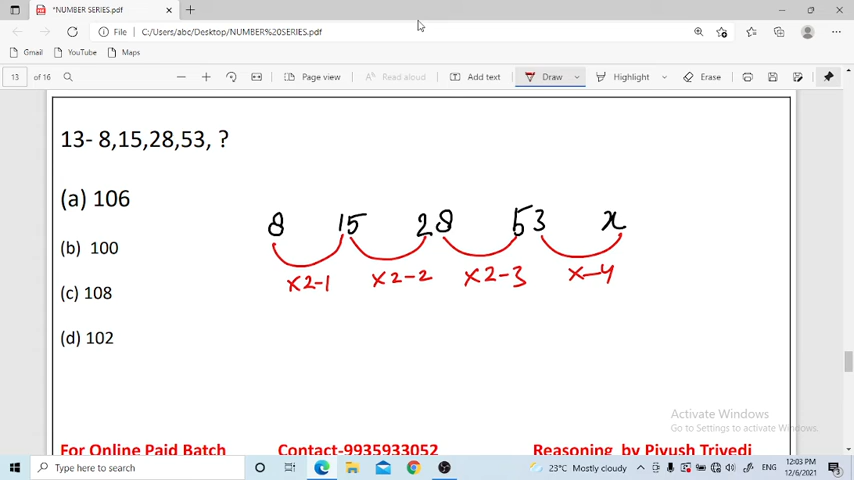 *NUMBER SERIES.pdf
File C:/Users/abc/Desktop/NUMBER%20SERIES.pdf
Gmail YouTube Maps
13 of 16 Page view Read aloud Add text Draw Highlight Erase
13- 8,15,28,53, ?
(a) 106
8 15 28 53 x
(b) 100
×2-1 ×2-2 ×2-3 ×-4
(c) 108
(d) 102
Activate Windows
Go to Settings to activate Windows.
For Online Paid Batch Contact-9935933052 Reasoning by Piyush Trivedi
Type here to search 23°C Mostly cloudy ENG 12:03 PM
12/6/2021